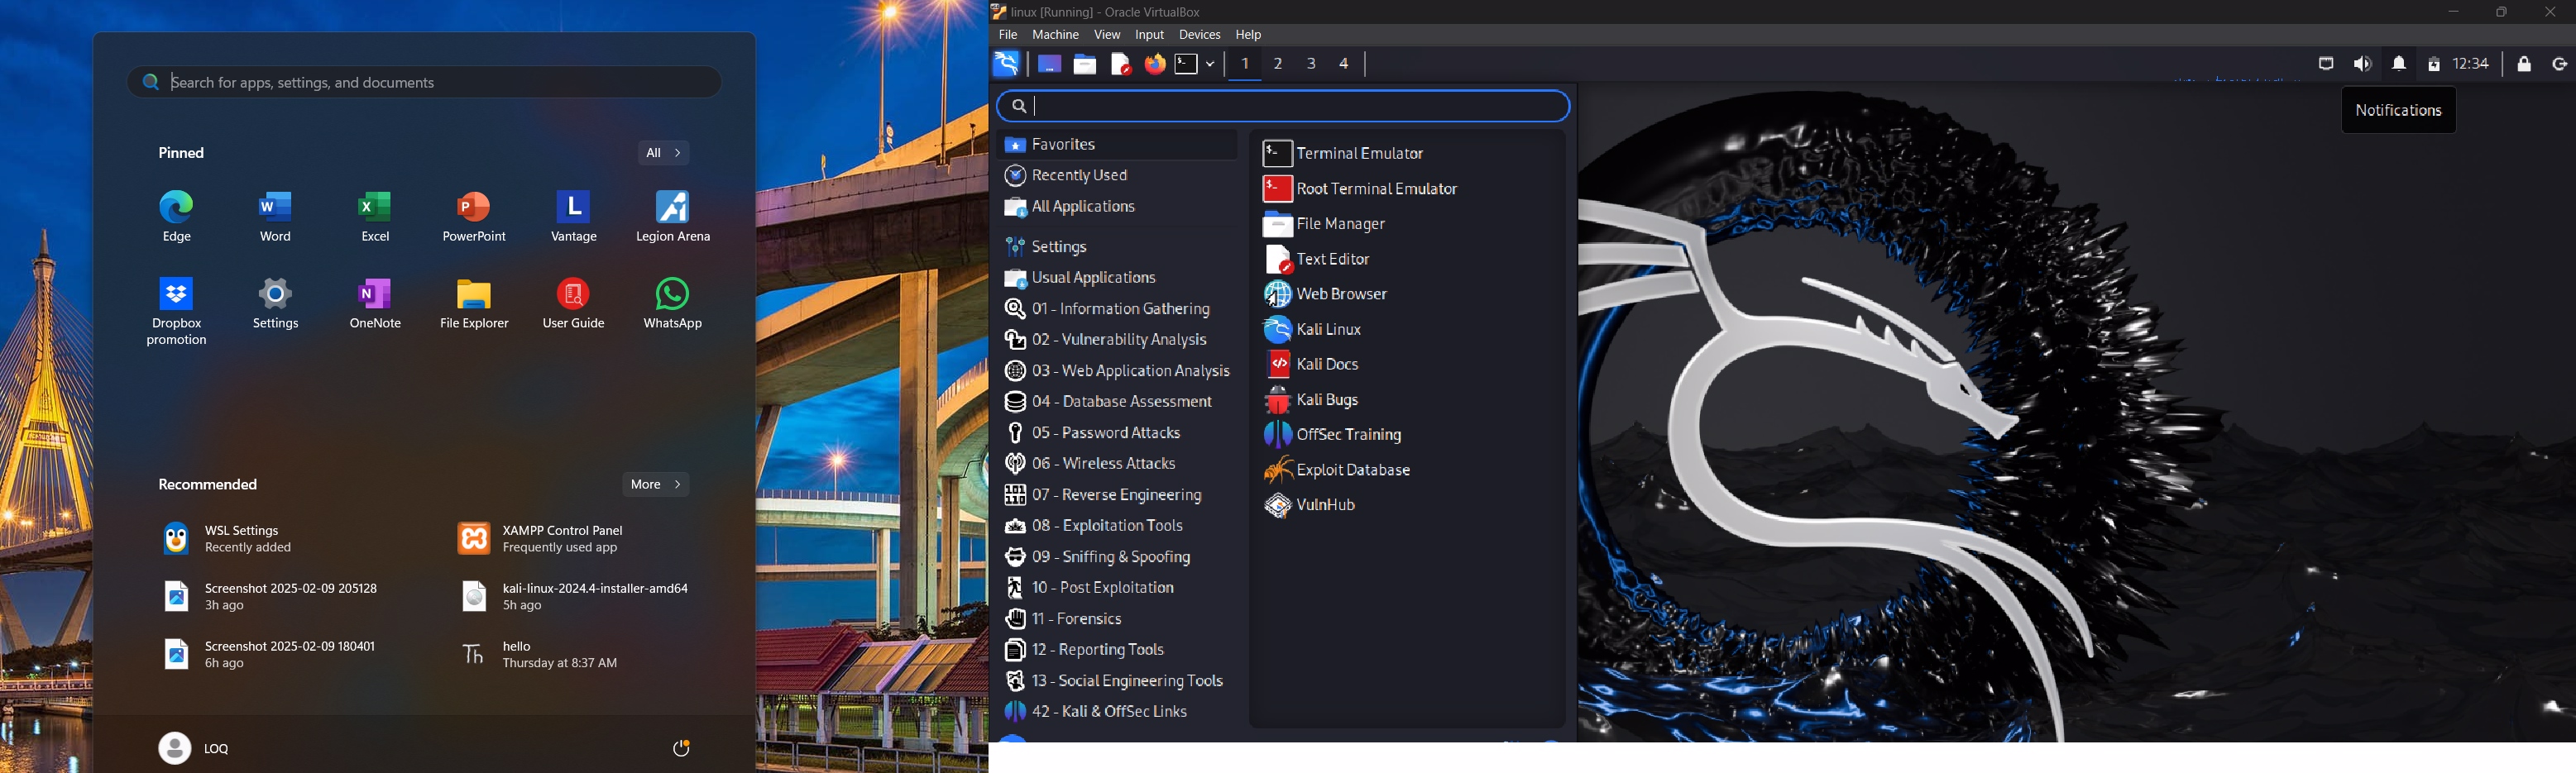 Search for apps, settings, and documents
Pinned
All
Edge
Word
Excel
PowerPoint
Vantage
Legion Arena
Dropbox
promotion
Settings
OneNote
File Explorer
User Guide
WhatsApp
Recommended
More
WSL Settings
Recently added
XAMPP Control Panel
Frequently used app
Screenshot 2025-02-09 205128
3h ago
kali-linux-2024.4-installer-amd64
5h ago
Screenshot 2025-02-09 180401
6h ago
hello
Thursday at 8:37 AM
LOQ
linux [Running] - Oracle VirtualBox
File Machine View Input Devices Help
1 2 3 4
12:34
Notifications
Favorites
Recently Used
All Applications
Settings
Usual Applications
01 - Information Gathering
02 - Vulnerability Analysis
03 - Web Application Analysis
04 - Database Assessment
05 - Password Attacks
06 - Wireless Attacks
07 - Reverse Engineering
08 - Exploitation Tools
09 - Sniffing & Spoofing
10 - Post Exploitation
11 - Forensics
12 - Reporting Tools
13 - Social Engineering Tools
42 - Kali & OffSec Links
Terminal Emulator
Root Terminal Emulator
File Manager
Text Editor
Web Browser
Kali Linux
Kali Docs
Kali Bugs
OffSec Training
Exploit Database
VulnHub